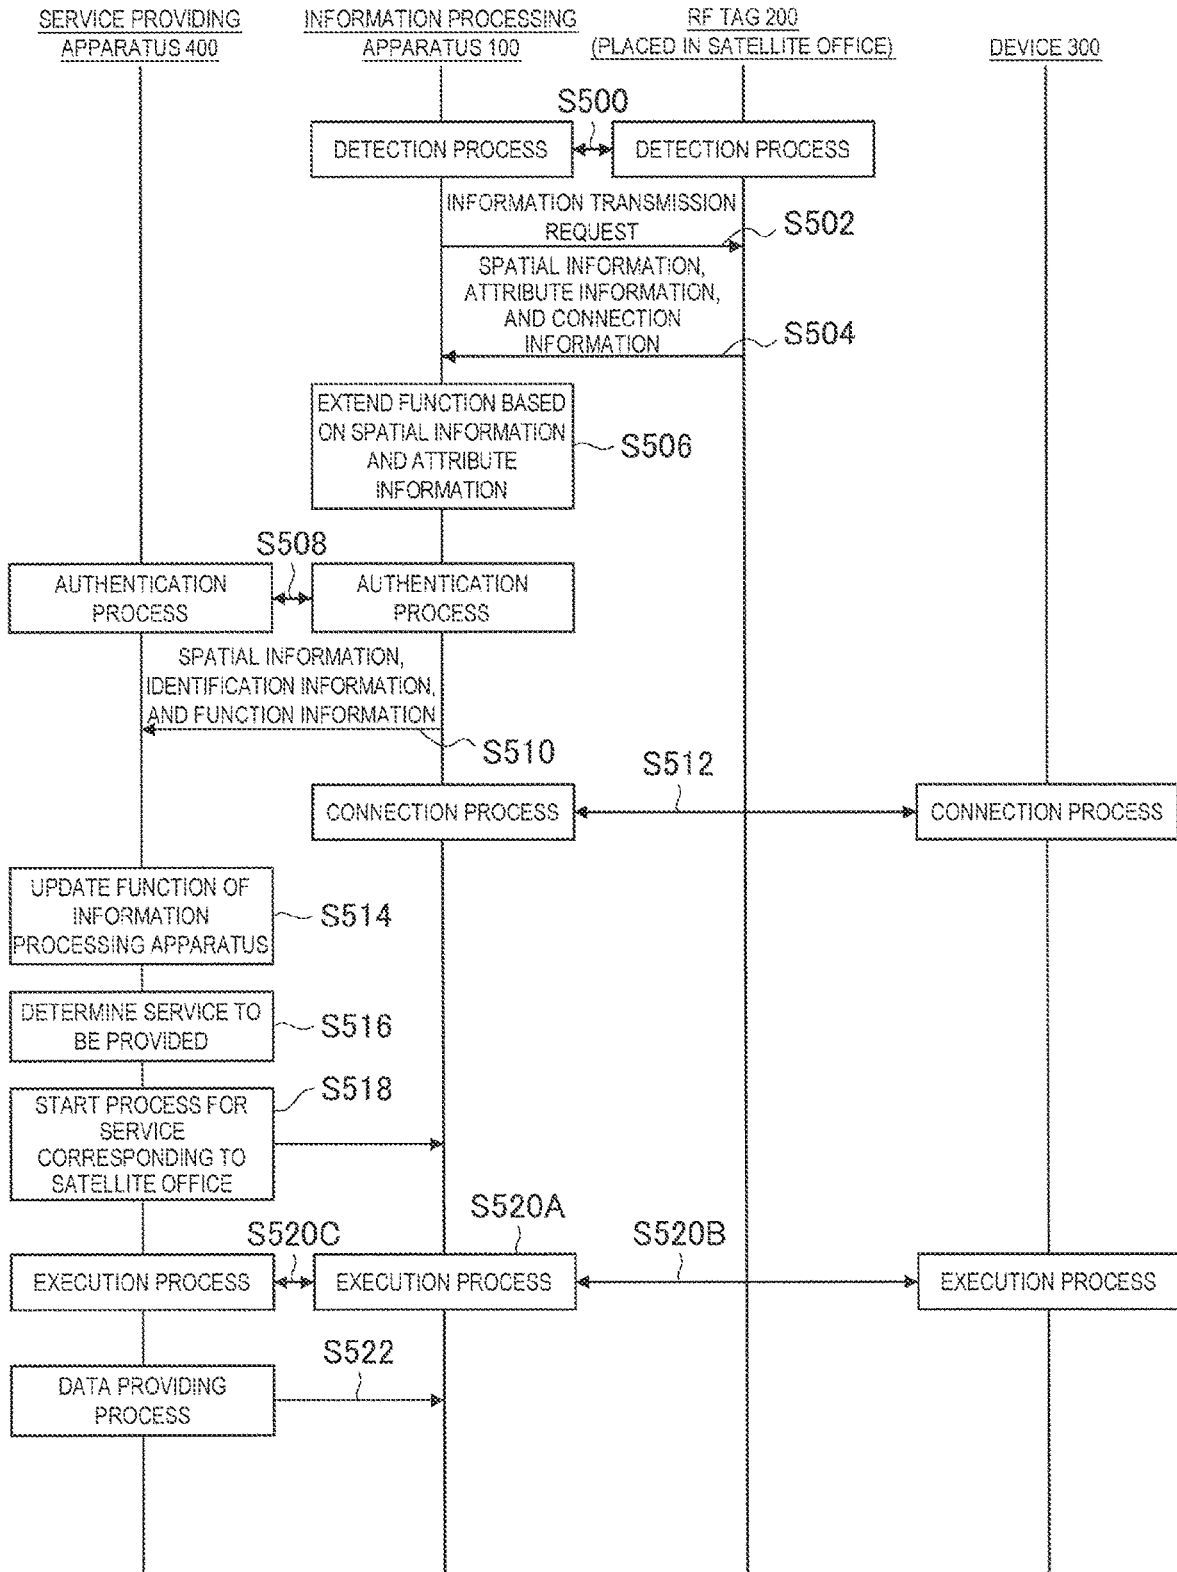 SERVICE PROVIDING
APPARATUS 400
INFORMATION PROCESSING
APPARATUS 100
RF TAG 200
(PLACED IN SATELLITE OFFICE)
DEVICE 300
S500
DETECTION PROCESS
DETECTION PROCESS
INFORMATION TRANSMISSION
REQUEST
S502
SPATIAL INFORMATION,
ATTRIBUTE INFORMATION,
AND CONNECTION
INFORMATION
S504
EXTEND FUNCTION BASED
ON SPATIAL INFORMATION
AND ATTRIBUTE
INFORMATION
S506
S508
AUTHENTICATION
PROCESS
AUTHENTICATION
PROCESS
SPATIAL INFORMATION,
IDENTIFICATION INFORMATION,
AND FUNCTION INFORMATION
S510
S512
CONNECTION PROCESS
CONNECTION PROCESS
UPDATE FUNCTION OF
INFORMATION
PROCESSING APPARATUS
S514
DETERMINE SERVICE TO
BE PROVIDED
S516
START PROCESS FOR
SERVICE
CORRESPONDING TO
SATELLITE OFFICE
S518
S520C
S520A
S520B
EXECUTION PROCESS
EXECUTION PROCESS
EXECUTION PROCESS
S522
DATA PROVIDING
PROCESS